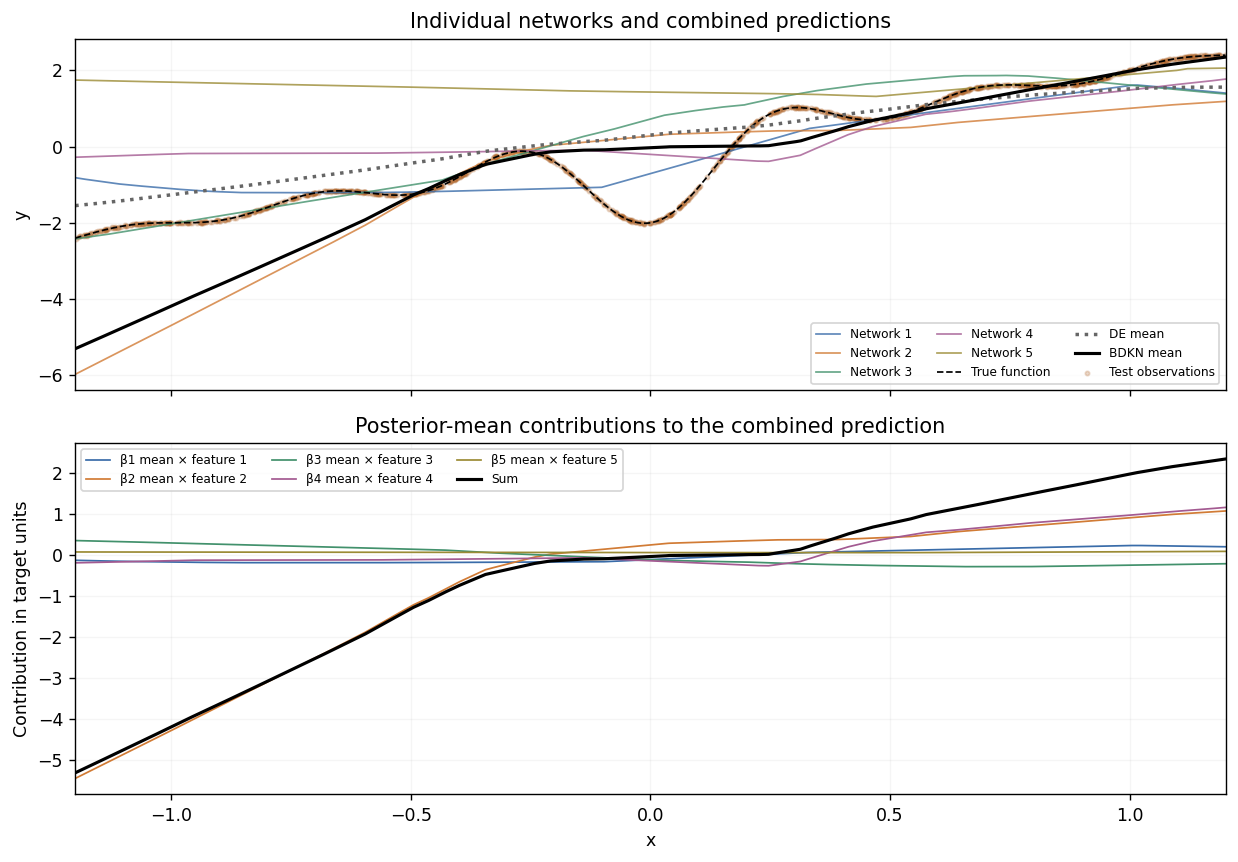 Individual networks and combined predictions
2
0
−2
−4
−6
y
Network 1
Network 2
Network 3
Network 4
Network 5
True function
DE mean
BDKN mean
Test observations
Posterior-mean contributions to the combined prediction
β1 mean × feature 1
β2 mean × feature 2
β3 mean × feature 3
β4 mean × feature 4
β5 mean × feature 5
Sum
2
1
0
−1
−2
−3
−4
−5
Contribution in target units
−1.0
−0.5
0.0
0.5
1.0
x